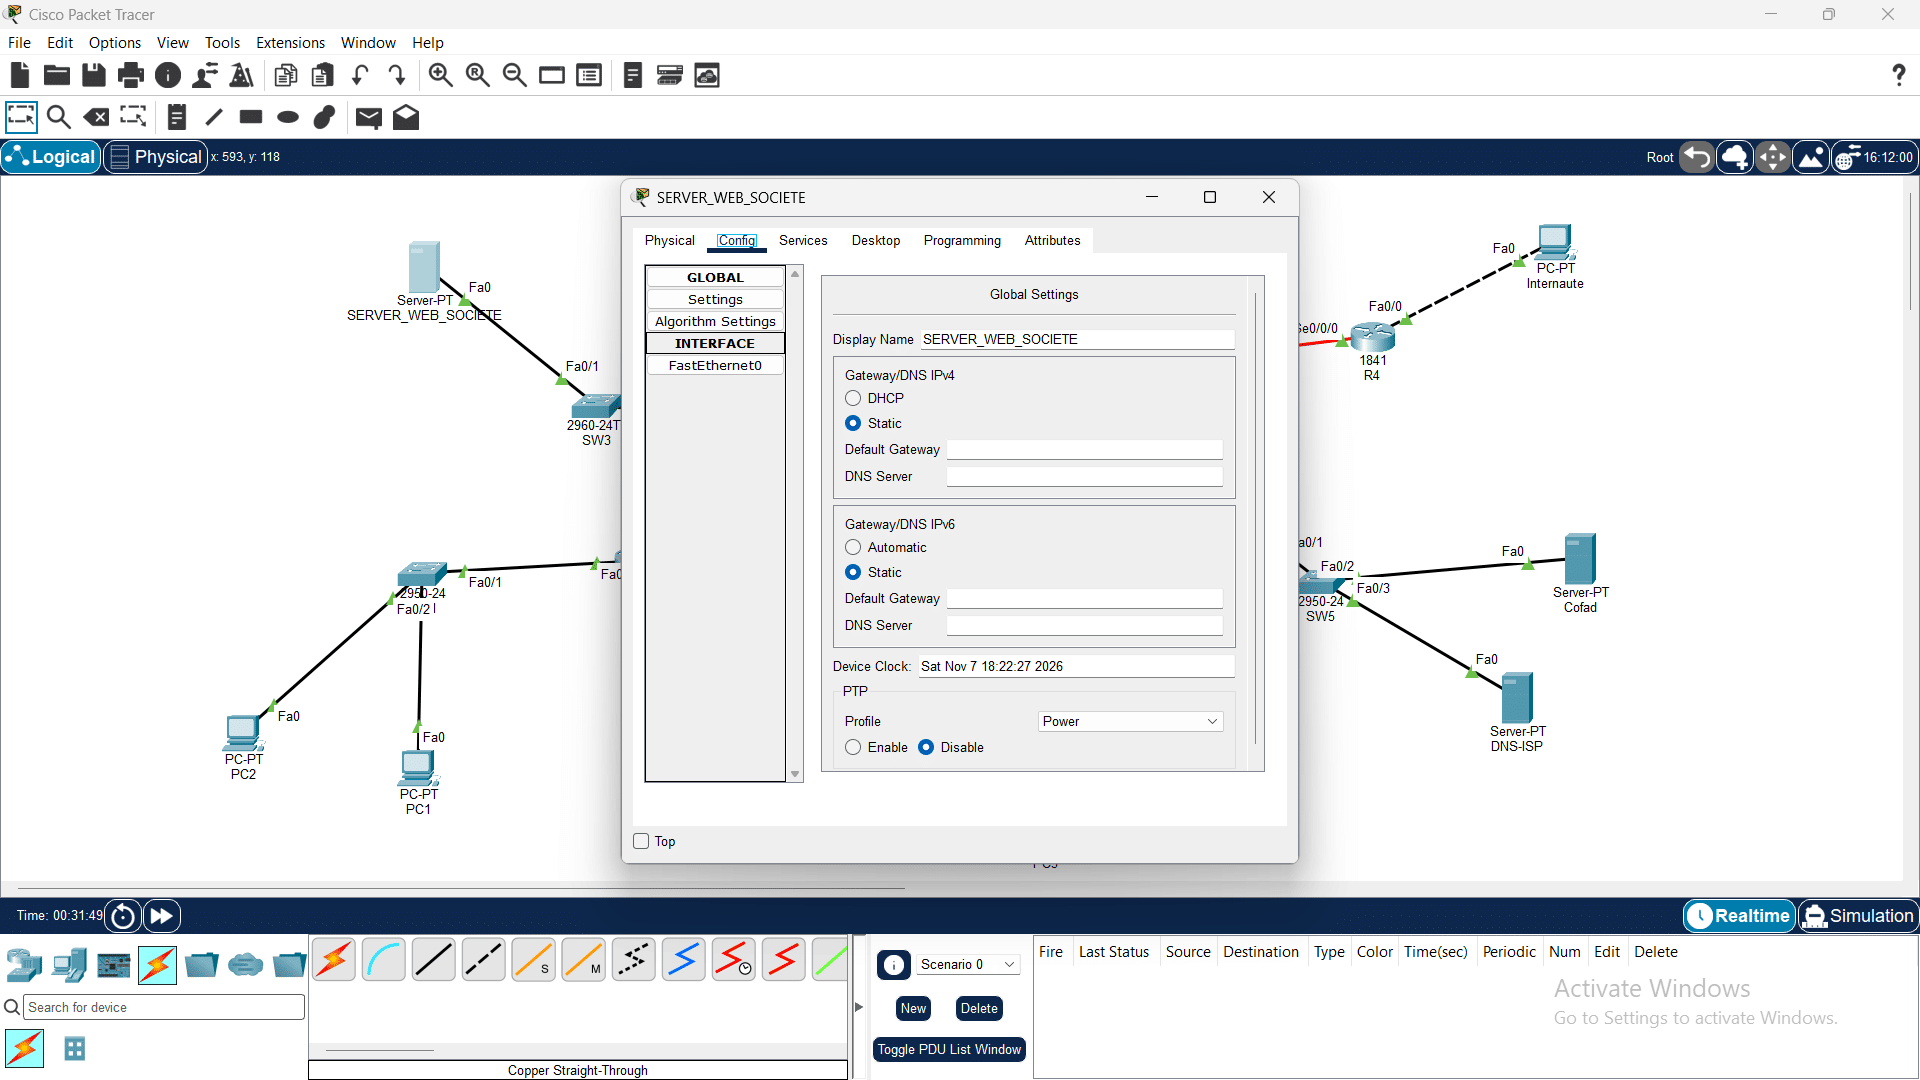 Cisco Packet Tracer
File Edit Options View Tools Extensions Window Help
Logical Physical x: 593, y: 118 Root 16:12:00
SERVER_WEB_SOCIETE
Physical Config Services Desktop Programming Attributes
GLOBAL
Settings
Algorithm Settings
INTERFACE
FastEthernet0
Global Settings
Display Name SERVER_WEB_SOCIETE
Gateway/DNS IPv4
DHCP
Static
Default Gateway
DNS Server
Gateway/DNS IPv6
Automatic
Static
Default Gateway
DNS Server
Device Clock: Sat Nov 7 18:22:27 2026
PTP
Profile Power
Enable Disable
Top
Fa0
Server-PT
SERVER_WEB_SOCIETE
Fa0/1
2960-24T
SW3
Fa0/1
2950-24
Fa0/2
Fa0
PC-PT
PC2
Fa0
PC-PT
PC1
Fa0
PC-PT
Internaute
Fa0/0
Se0/0/0
1841
R4
Fa0/2
Fa0/3
2950-24
SW5
Fa0
Server-PT
Cofad
Fa0
Server-PT
DNS-ISP
Time: 00:31:49 Realtime Simulation
Search for device
Copper Straight-Through
Scenario 0
New Delete
Toggle PDU List Window
Fire Last Status Source Destination Type Color Time(sec) Periodic Num Edit Delete
Activate Windows
Go to Settings to activate Windows.